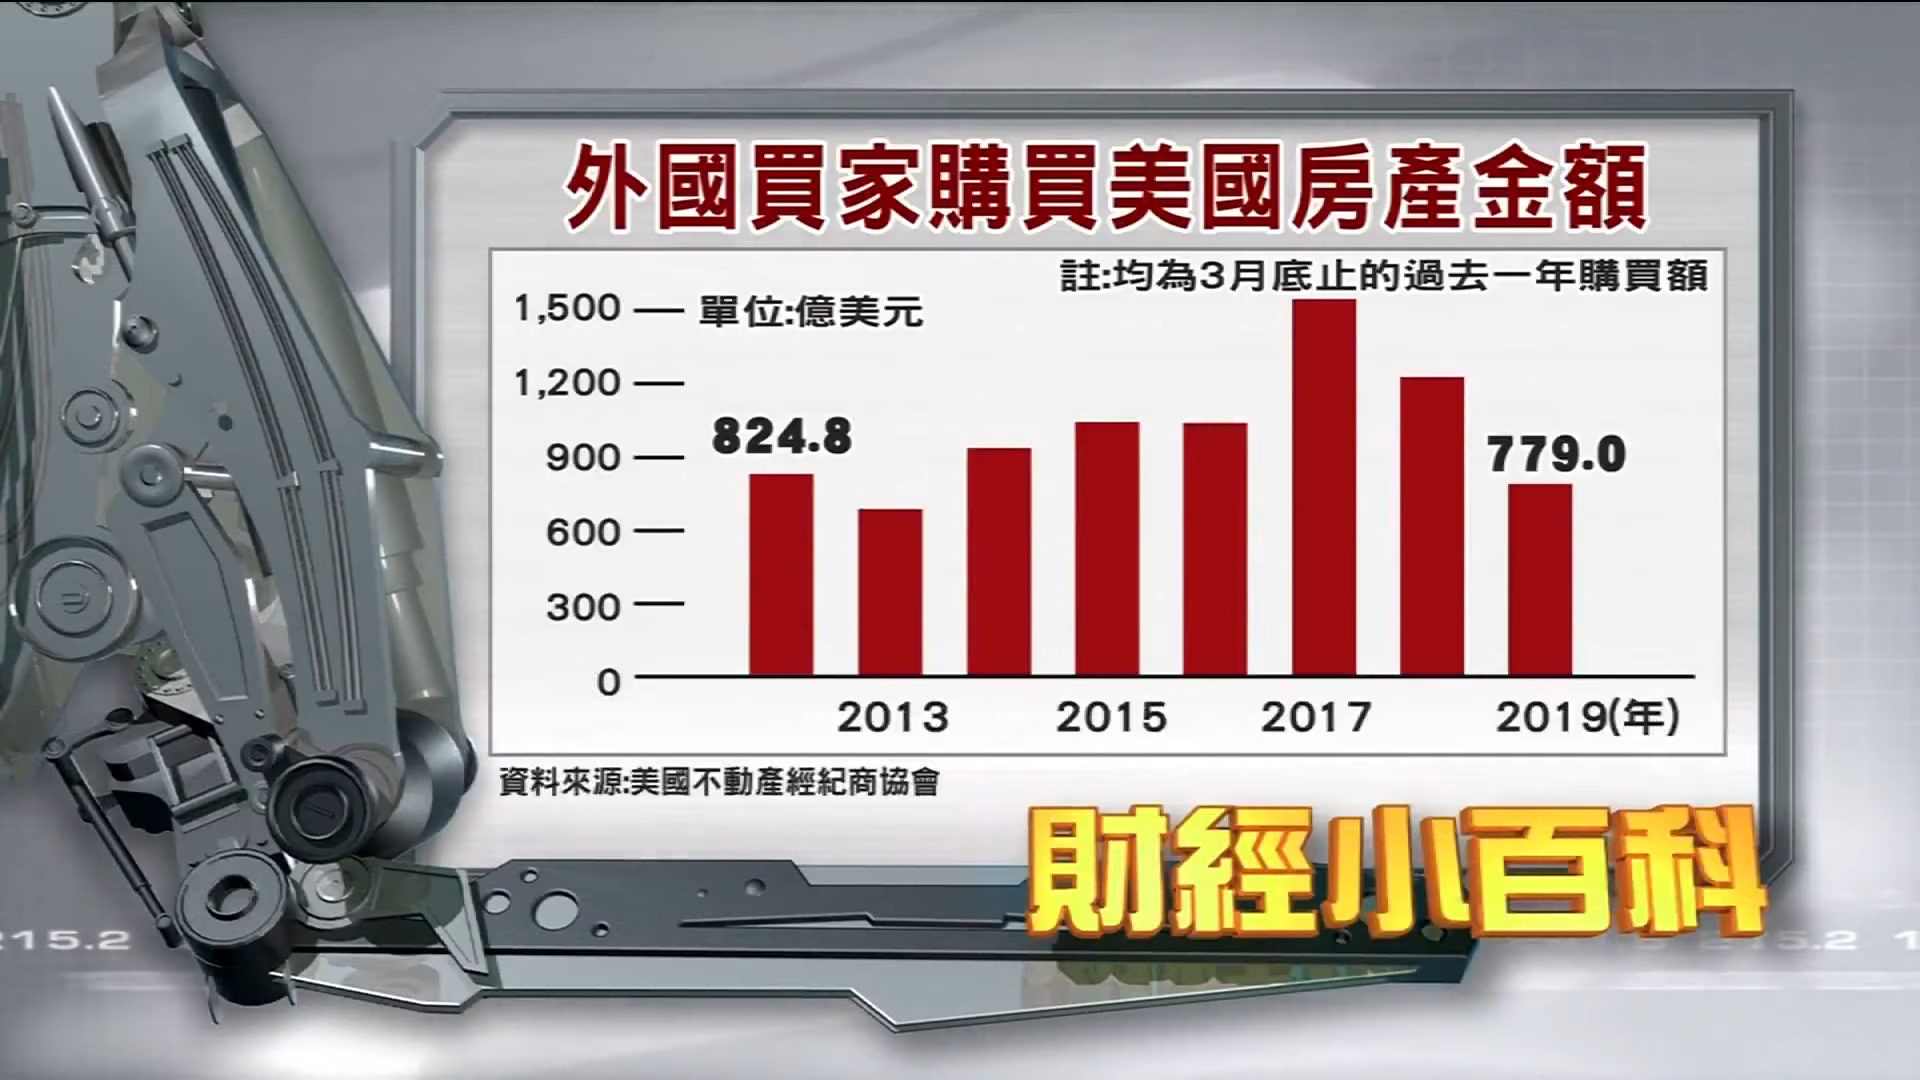 外國買家購買美國房產金額
註:均為3月底止的過去一年購買額
1,500
單位:億美元
1,200
900
600
300
0
824.8
779.0
2013
2015
2017
2019(年)
資料來源:美國不動產經紀商協會
財經小百科
215.2